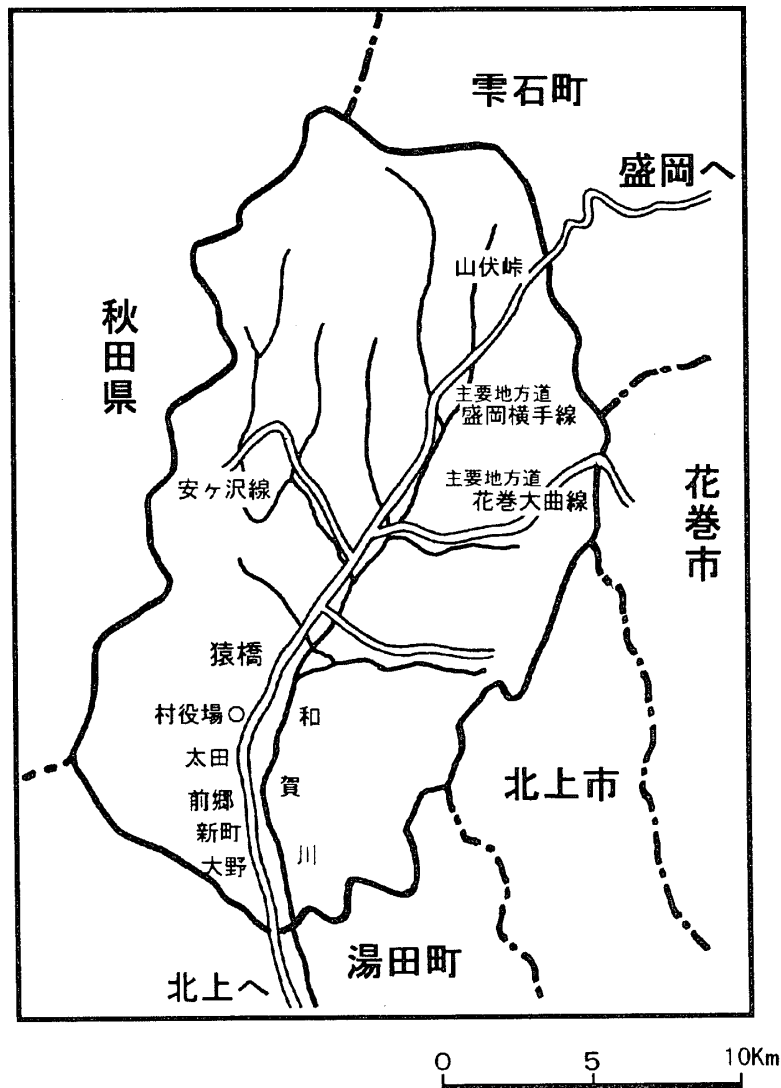 雫石町
盛岡へ
山伏峠
秋田県
主要地方道
盛岡横手線
主要地方道
花巻大曲線
安ヶ沢線
花巻市
猿橋
村役場
和賀川
太田
前郷
新町
大野
北上市
湯田町
北上へ
0 5 10Km